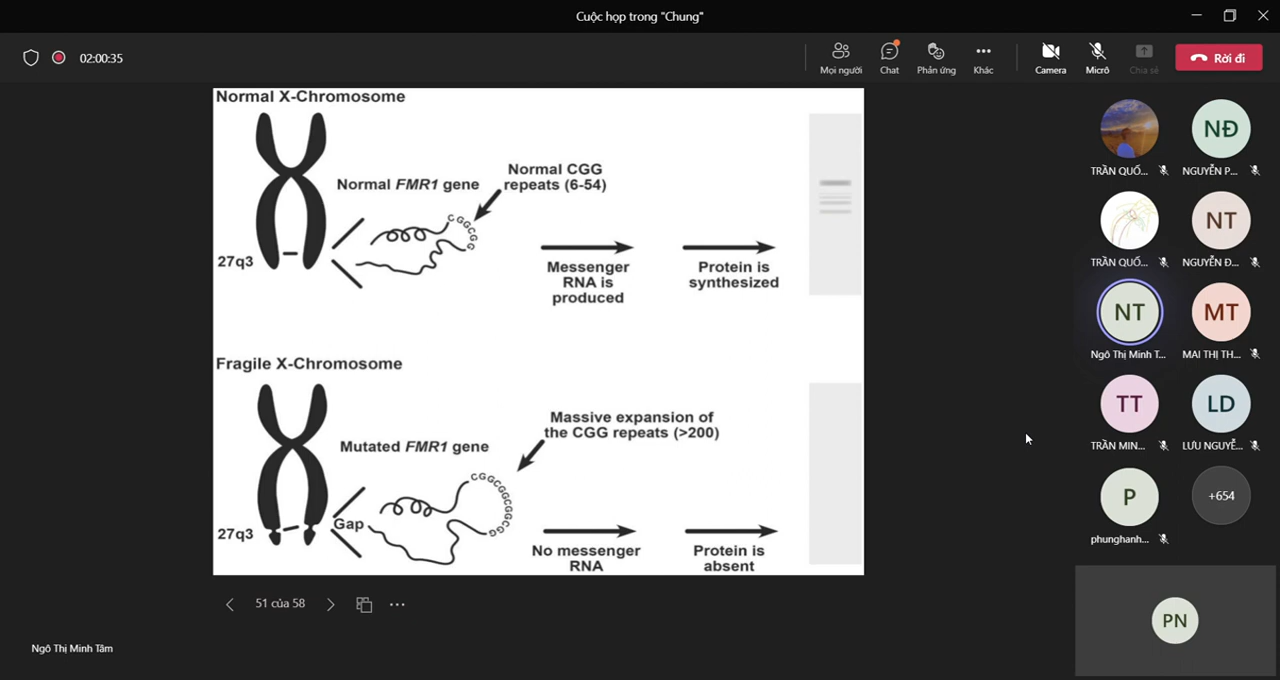 Cuộc họp trong "Chung"
02:00:35
Mọi người
Chat
Phản ứng
Khác
Camera
Micrô
Chia sẻ
Rời đi
Normal X-Chromosome
Normal FMR1 gene
Normal CGG
repeats (6-54)
CGGCGG
27q3
Messenger
RNA is
produced
Protein is
synthesized
Fragile X-Chromosome
Mutated FMR1 gene
Massive expansion of
the CGG repeats (>200)
CGGCGGCGGCGG
27q3
Gap
No messenger
RNA
Protein is
absent
51 của 58
Ngô Thị Minh Tâm
TRẦN QUỐ...
NĐ
NGUYỄN P...
TRẦN QUỐ...
NT
NGUYỄN Đ...
NT
Ngô Thị Minh T...
MT
MAI THỊ TH...
TT
TRẦN MIN...
LD
LƯU NGUYỄ...
P
phunghanh...
+654
PN